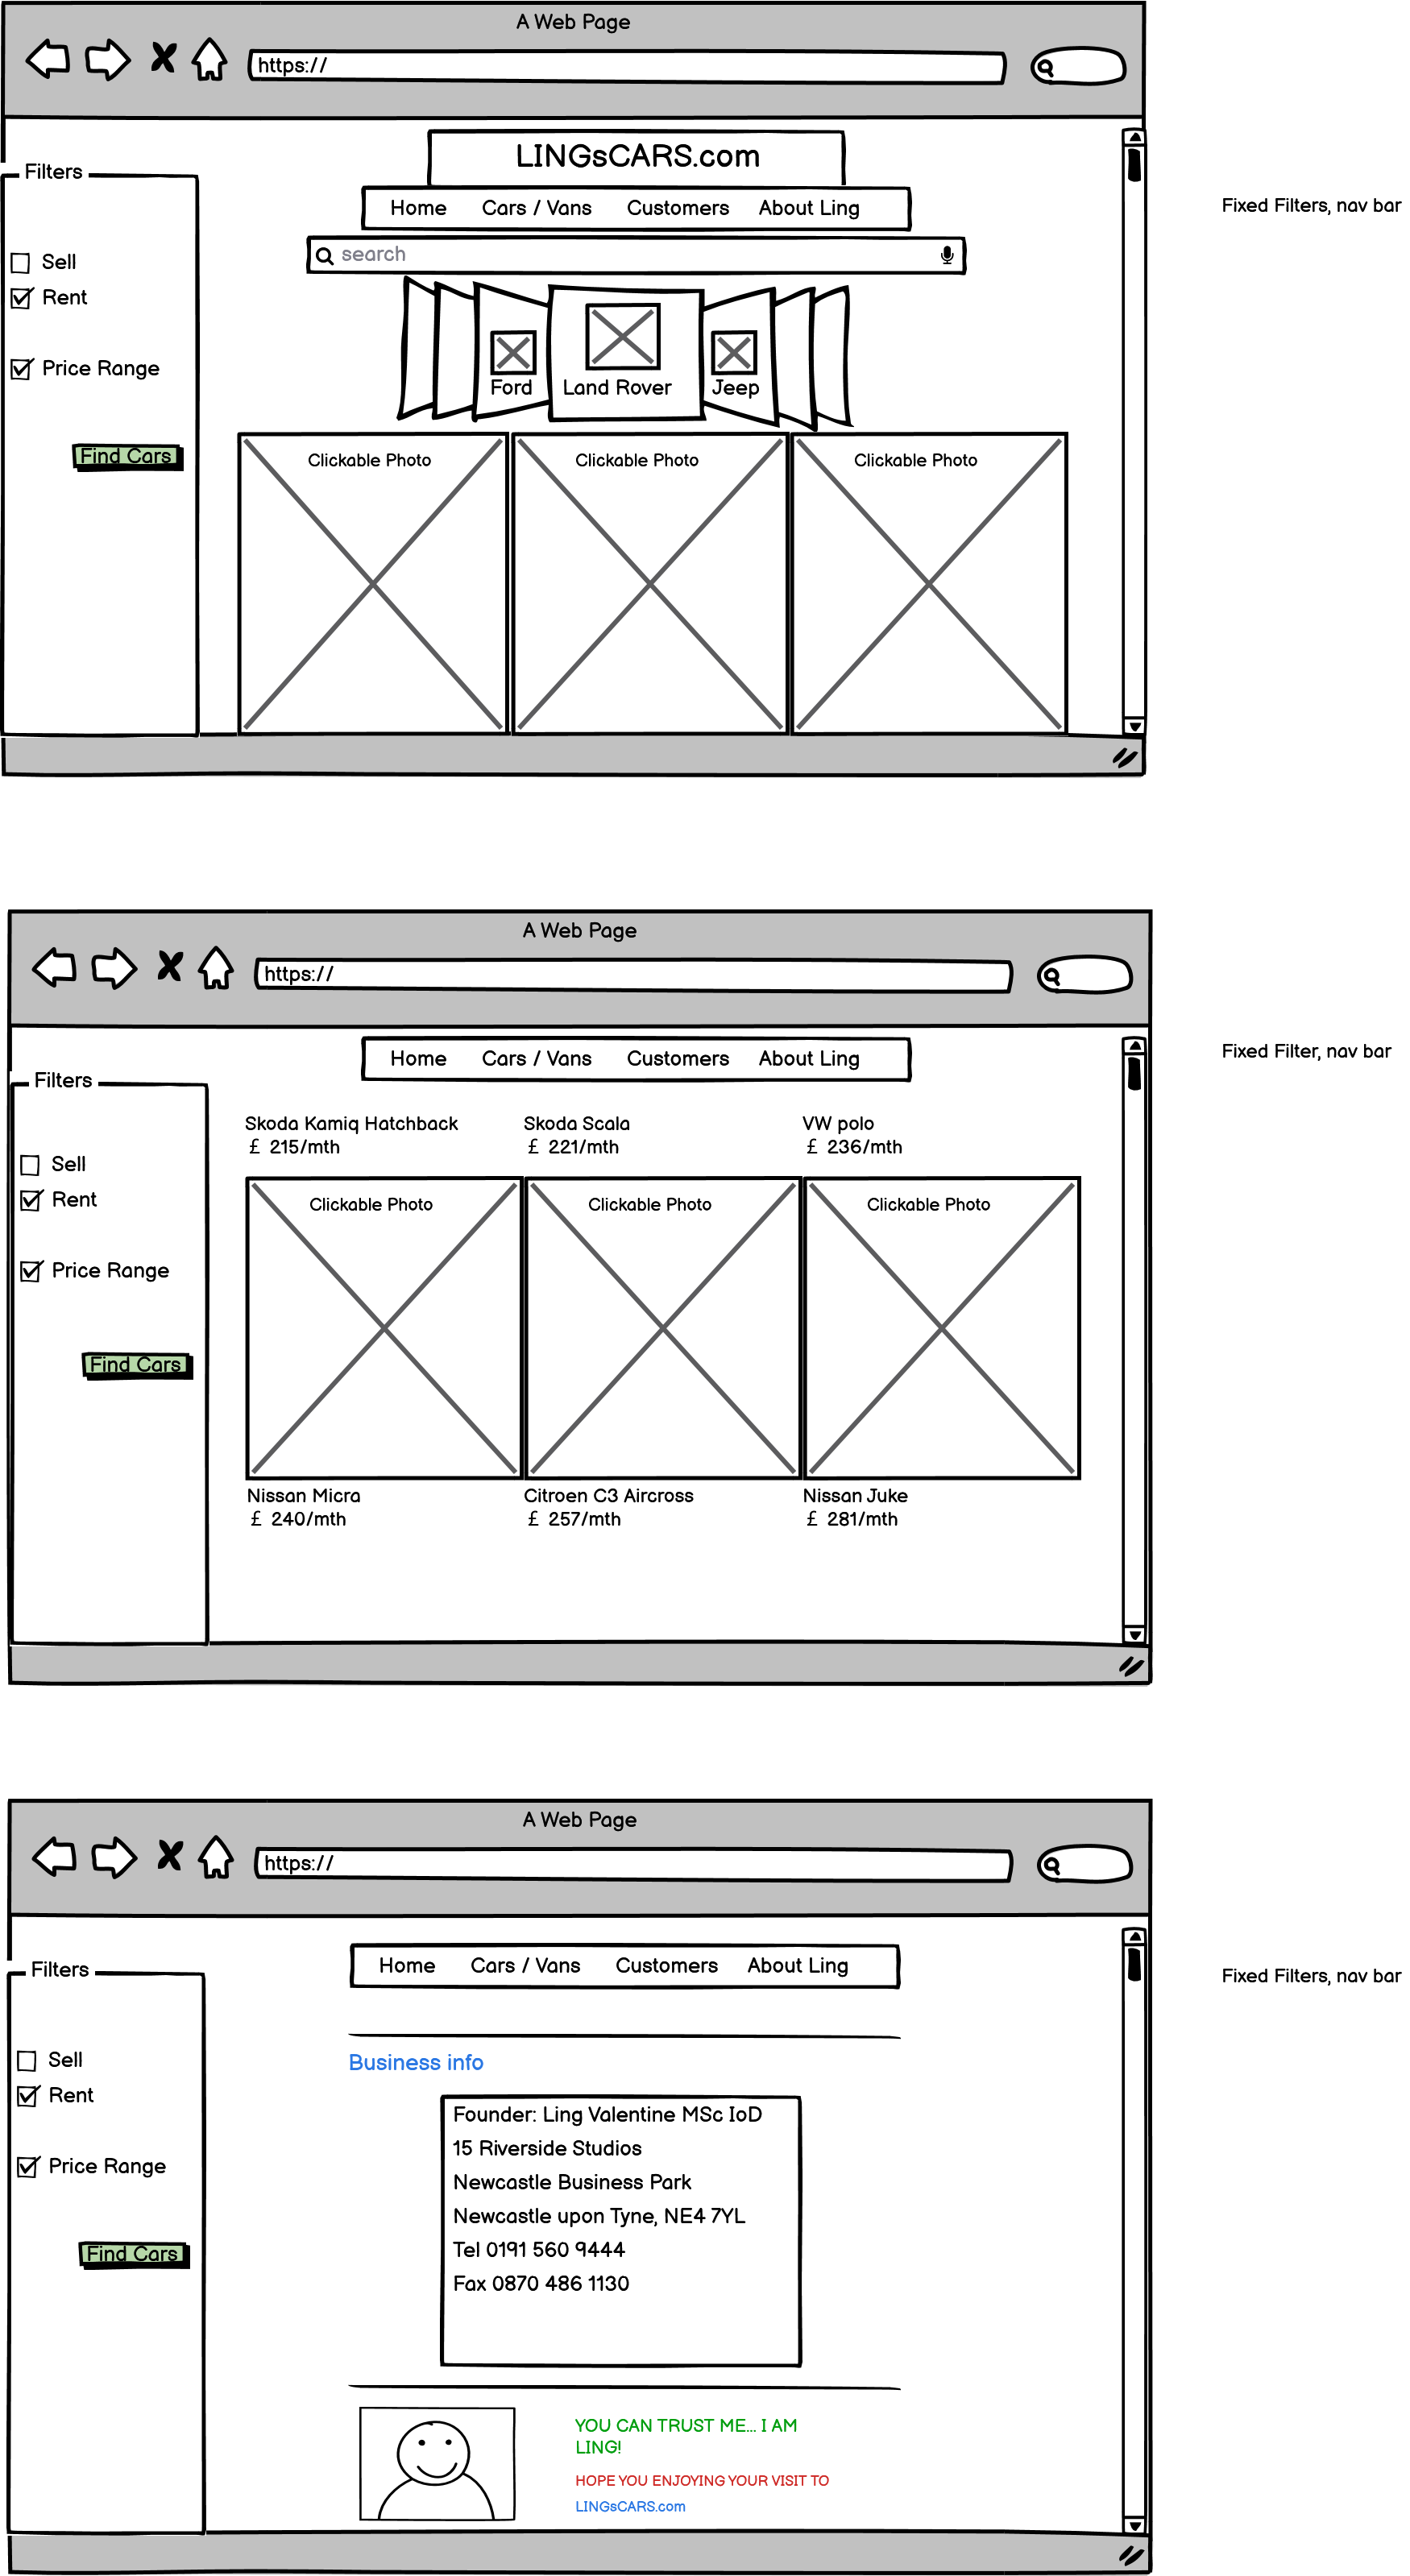 A Web Page
https://
LINGsCARS.com
Filters
Home Cars / Vans Customers About Ling
Fixed Filters, nav bar
search
Sell
Rent
Price Range
Ford Land Rover Jeep
Find Cars
Clickable Photo Clickable Photo Clickable Photo
A Web Page
https://
Home Cars / Vans Customers About Ling
Fixed Filter, nav bar
Filters
Skoda Kamiq Hatchback Skoda Scala VW polo
£ 215/mth £ 221/mth £ 236/mth
Sell
Rent
Price Range
Find Cars
Clickable Photo Clickable Photo Clickable Photo
Nissan Micra Citroen C3 Aircross Nissan Juke
£ 240/mth £ 257/mth £ 281/mth
A Web Page
https://
Home Cars / Vans Customers About Ling
Filters
Fixed Filters, nav bar
Sell
Rent
Price Range
Find Cars
Business info
Founder: Ling Valentine MSc IoD
15 Riverside Studios
Newcastle Business Park
Newcastle upon Tyne, NE4 7YL
Tel 0191 560 9444
Fax 0870 486 1130
YOU CAN TRUST ME... I AM
LING!
HOPE YOU ENJOYING YOUR VISIT TO
LINGsCARS.com